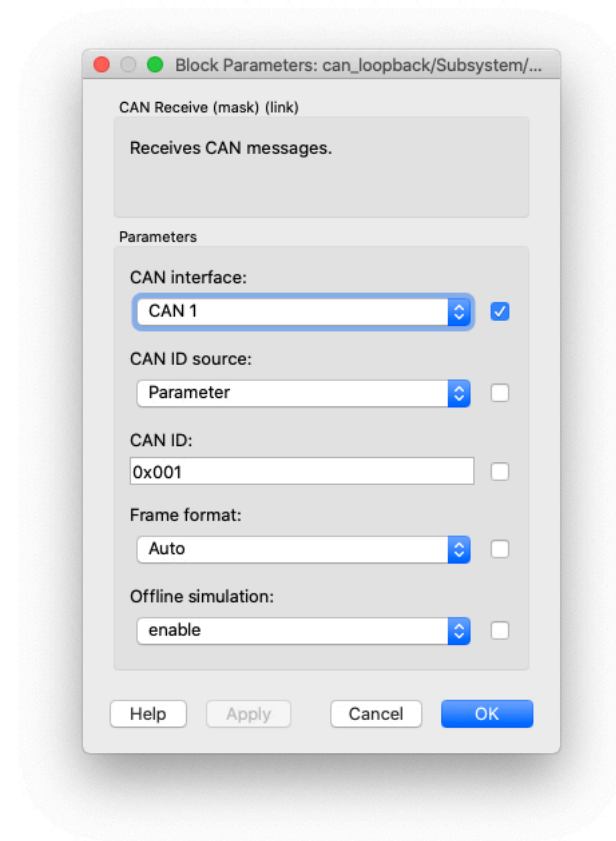 Block Parameters: can_loopback/Subsystem/...
CAN Receive (mask) (link)
Receives CAN messages.
Parameters
CAN interface:
CAN 1
CAN ID source:
Parameter
CAN ID:
0x001
Frame format:
Auto
Offline simulation:
enable
Help Apply Cancel OK